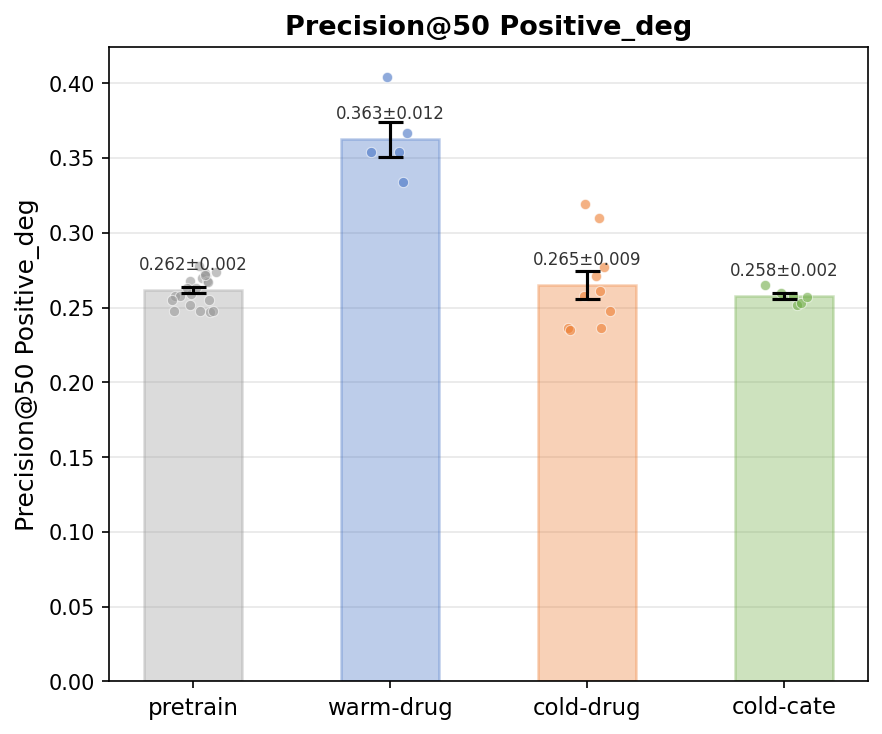 Precision@50 Positive_deg
Precision@50 Positive_deg
0.40
0.35
0.30
0.25
0.20
0.15
0.10
0.05
0.00
0.262±0.002
0.363±0.012
0.265±0.009
0.258±0.002
pretrain
warm-drug
cold-drug
cold-cate